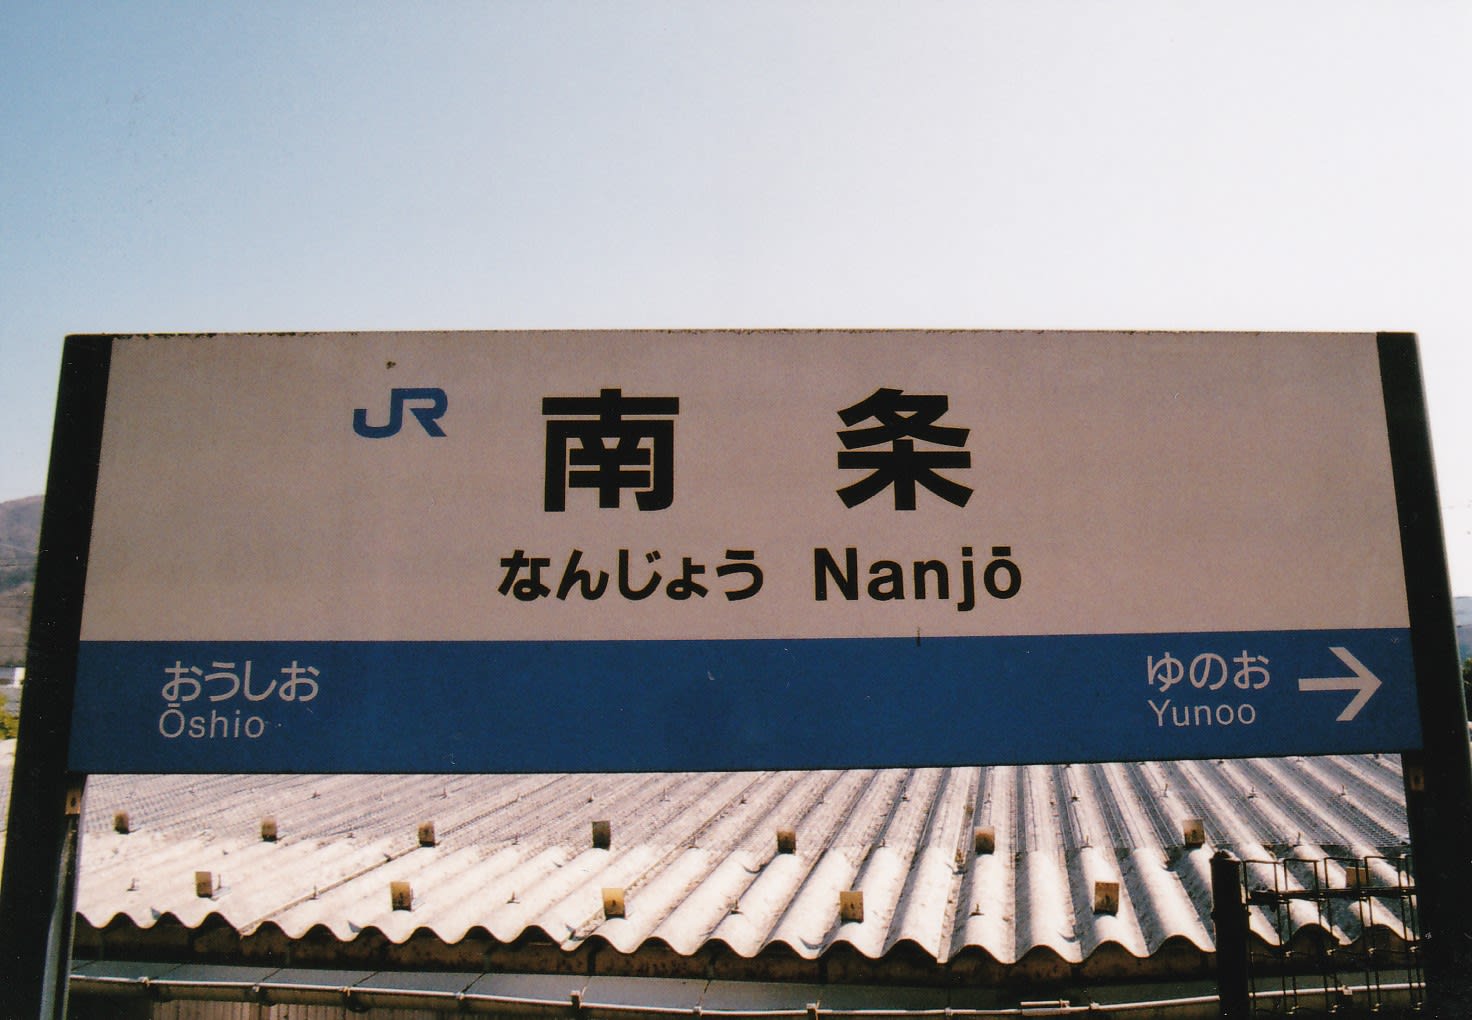 JR 南条
なんじょう Nanjō
おうしお
Ōshio
ゆのお →
Yunoo